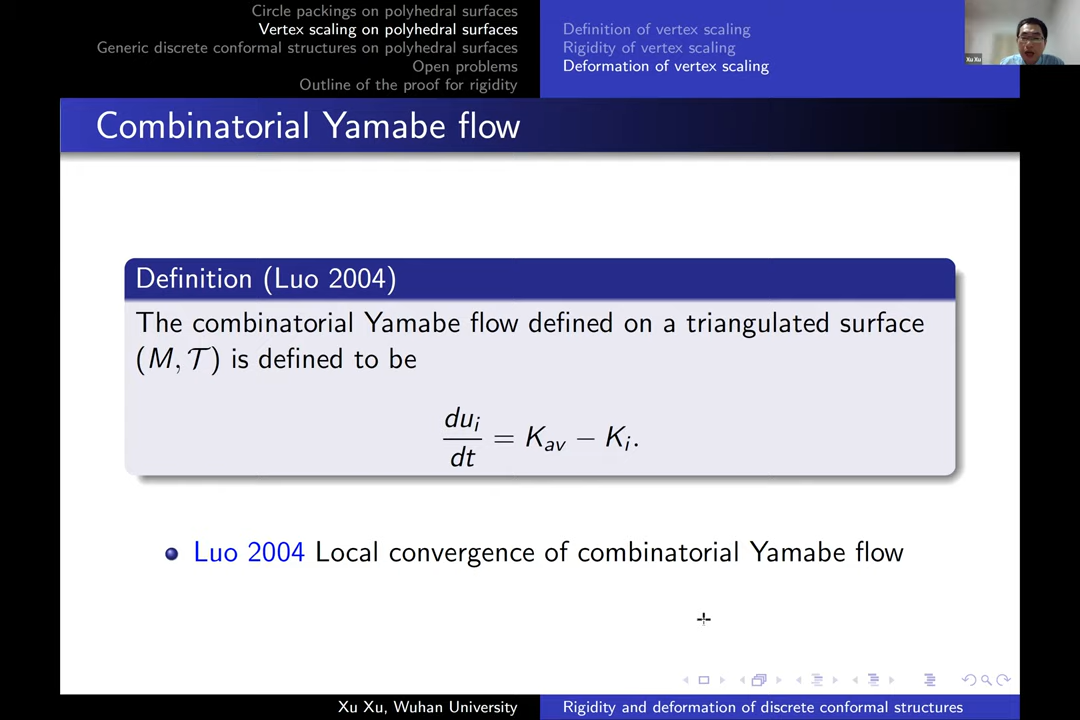 Circle packings on polyhedral surfaces
Vertex scaling on polyhedral surfaces
Generic discrete conformal structures on polyhedral surfaces
Open problems
Outline of the proof for rigidity
Definition of vertex scaling
Rigidity of vertex scaling
Deformation of vertex scaling
Xu Xu
Combinatorial Yamabe flow
Definition (Luo 2004)
The combinatorial Yamabe flow defined on a triangulated surface
(M, 𝒯) is defined to be
du_i/dt = K_av − K_i.
Luo 2004 Local convergence of combinatorial Yamabe flow
Xu Xu, Wuhan University
Rigidity and deformation of discrete conformal structures